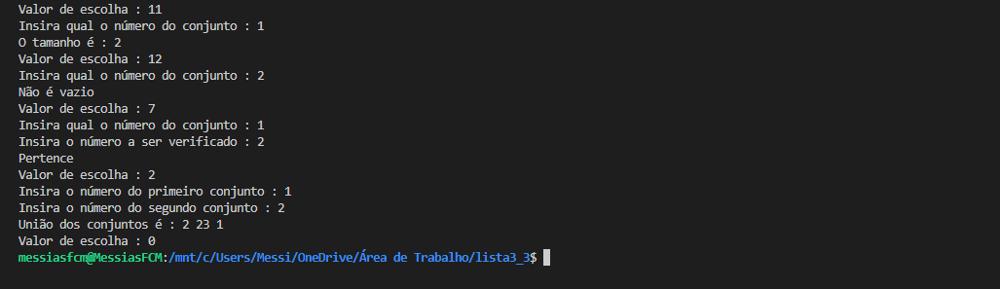 Valor de escolha : 11
Insira qual o número do conjunto : 1
O tamanho é : 2
Valor de escolha : 12
Insira qual o número do conjunto : 2
Não é vazio
Valor de escolha : 7
Insira qual o número do conjunto : 1
Insira o número a ser verificado : 2
Pertence
Valor de escolha : 2
Insira o número do primeiro conjunto : 1
Insira o número do segundo conjunto : 2
União dos conjuntos é : 2 23 1
Valor de escolha : 0
messiasfcm@MessiasFCM:/mnt/c/Users/Messi/OneDrive/Área de Trabalho/lista3_3$